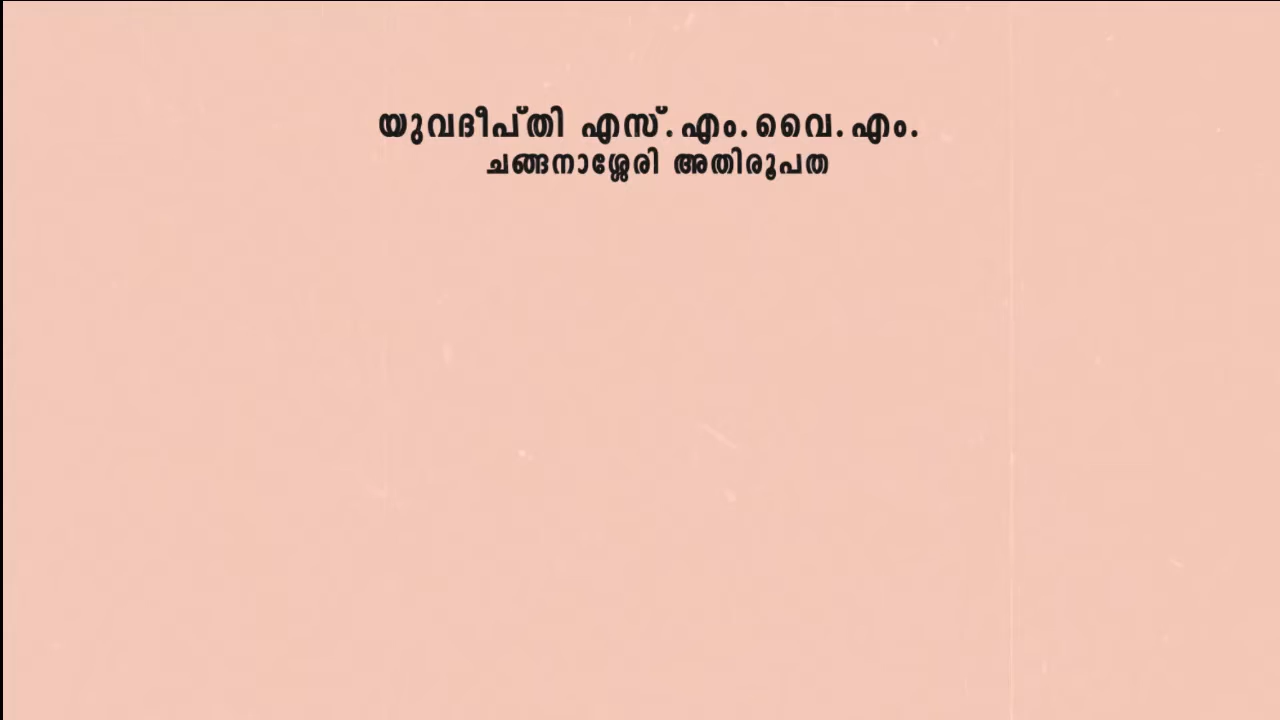 യുവദീപ്തി എസ്.എം.വൈ.എം.
ചങ്ങനാശ്ശേരി അതിരൂപത